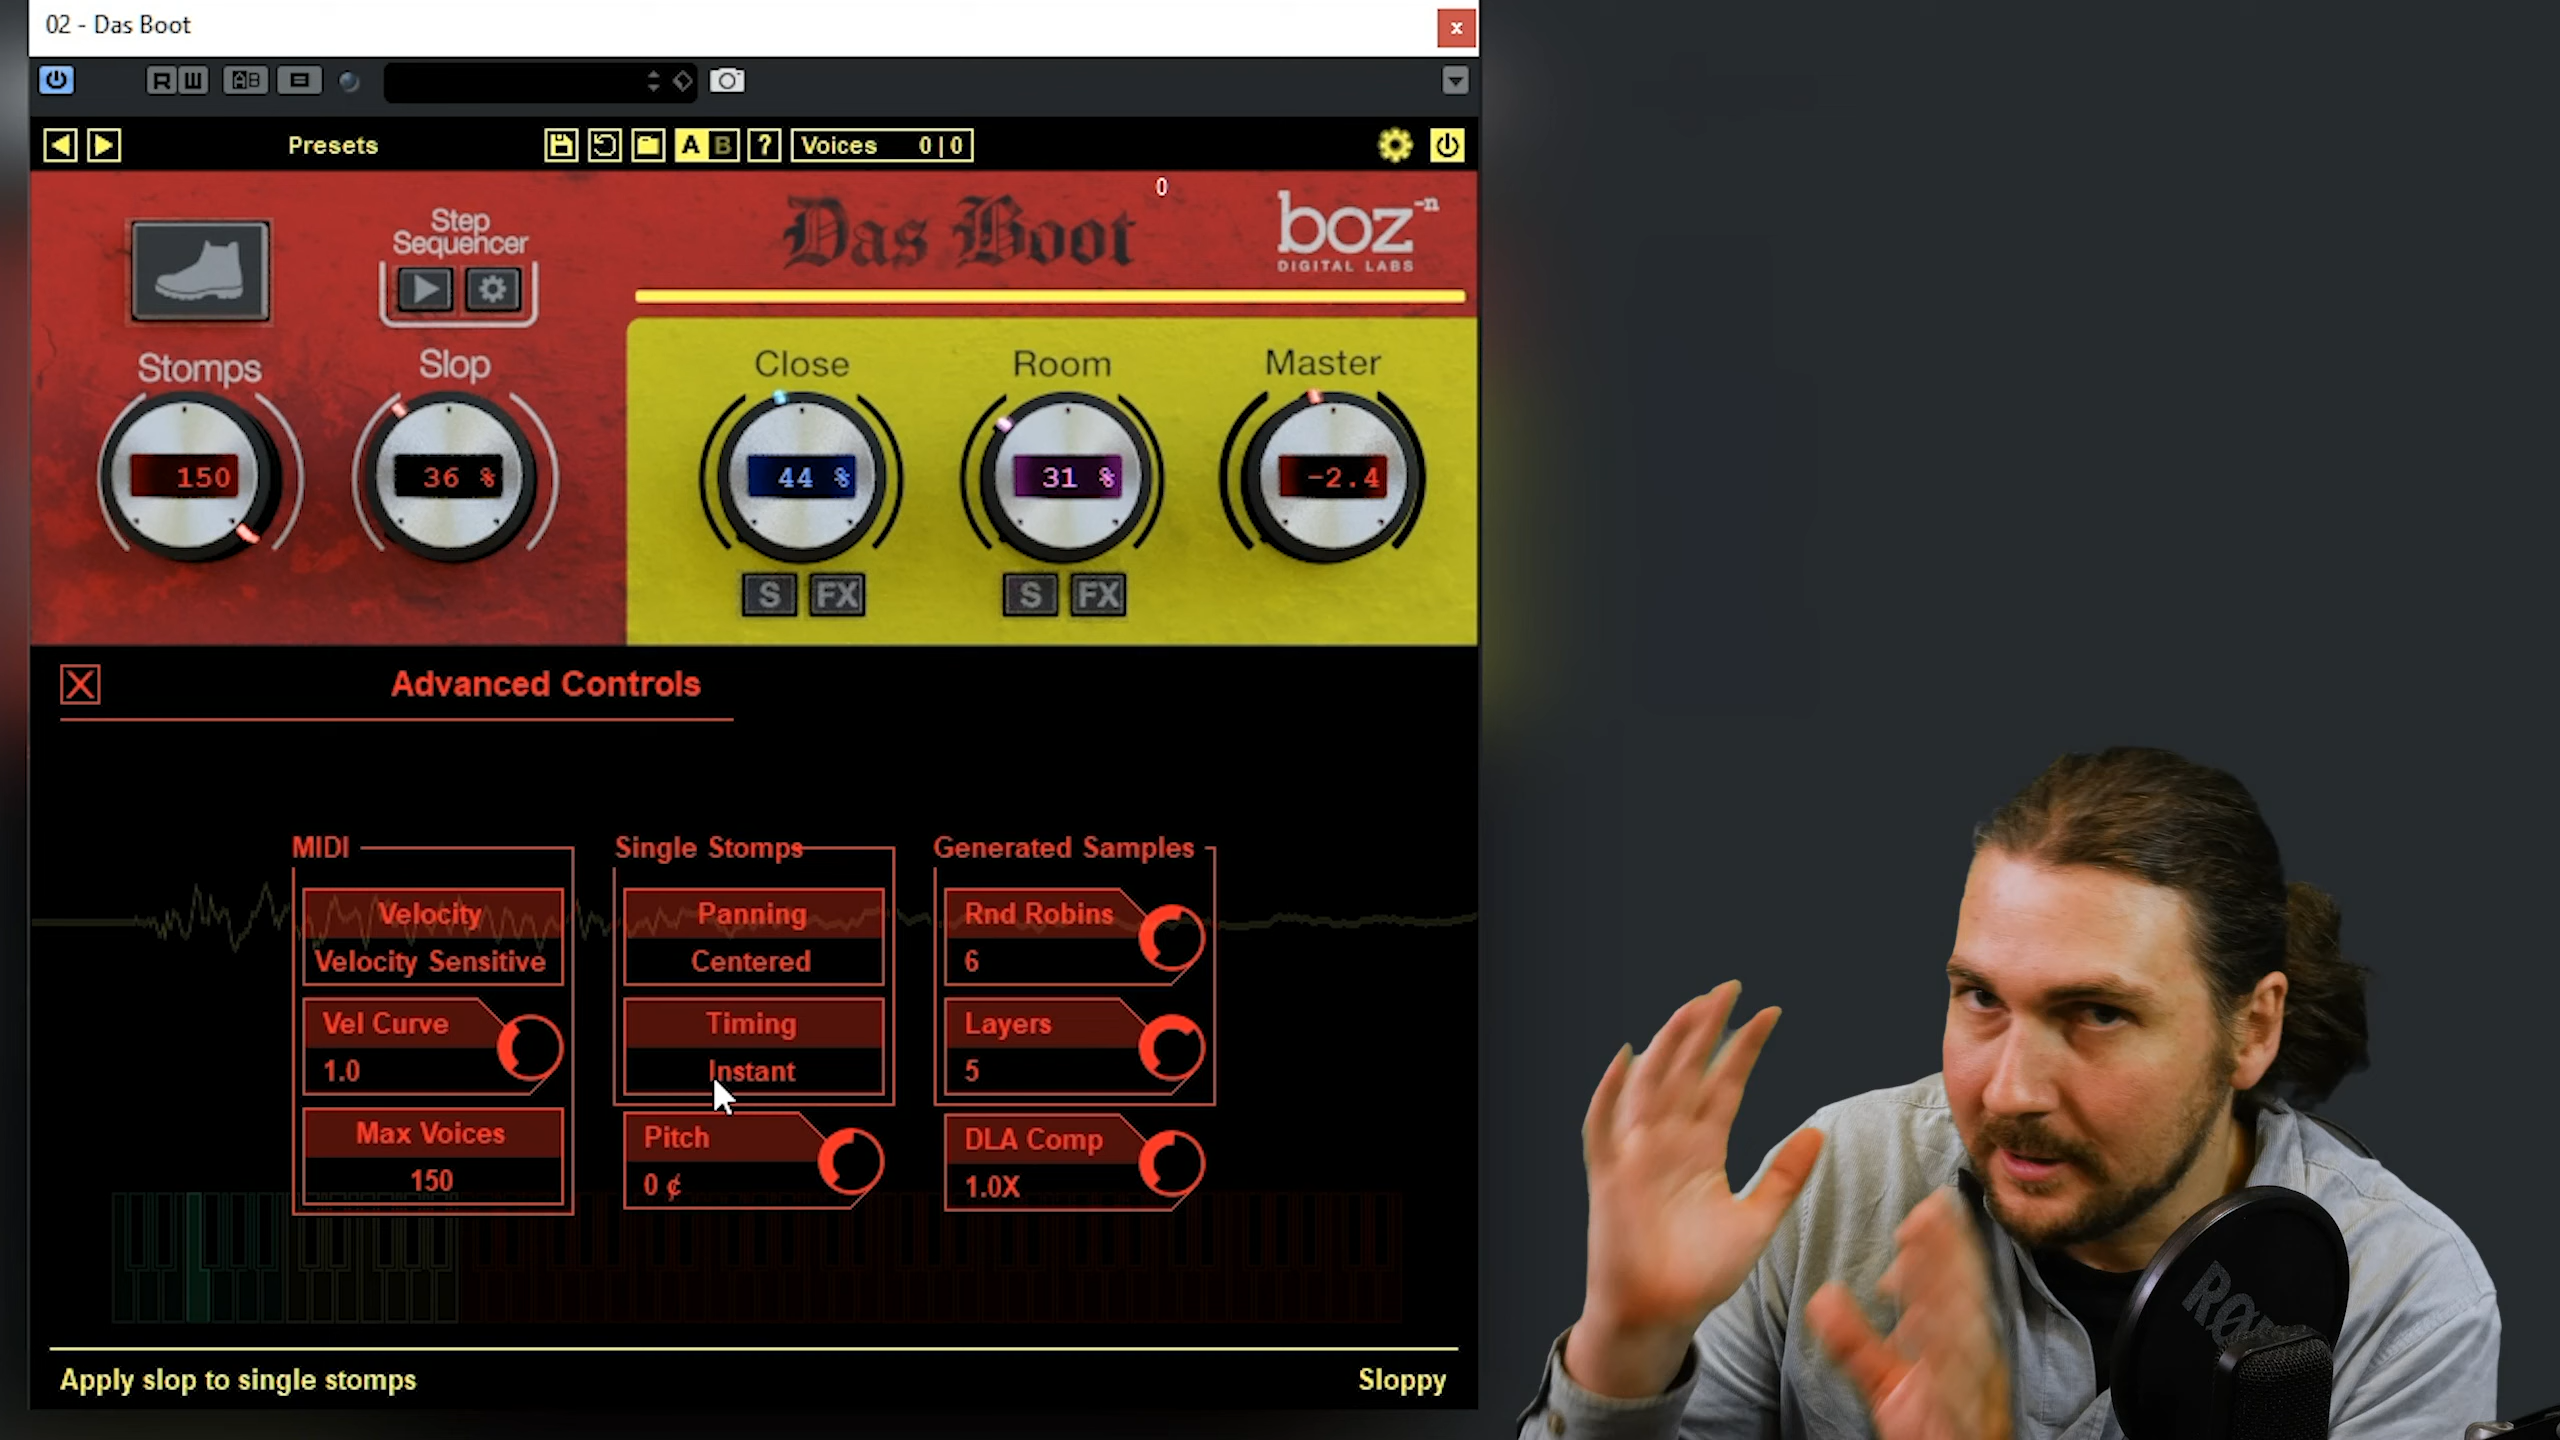 02 - Das Boot
x
R W AB
Presets
A B ? Voices 0|0
0
Das Boot
boz -n
DIGITAL LABS
Step
Sequencer
Stomps Slop Close Room Master
150 36 % 44 % 31 % -2.4
S FX S FX
Advanced Controls
MIDI Single Stomps Generated Samples
Velocity Panning Rnd Robins
Velocity Sensitive Centered 6
Vel Curve Timing Layers
1.0 Instant 5
Max Voices Pitch DLA Comp
150 0 ¢ 1.0X
Apply slop to single stomps Sloppy
RØDE